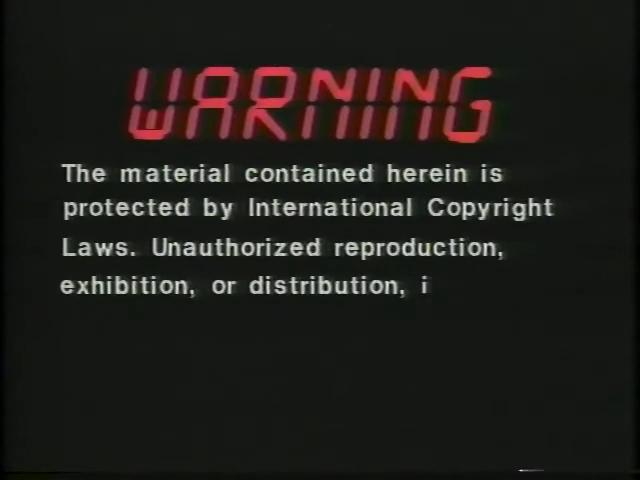 WARNING
The material contained herein is
protected by International Copyright
Laws. Unauthorized reproduction,
exhibition, or distribution, i